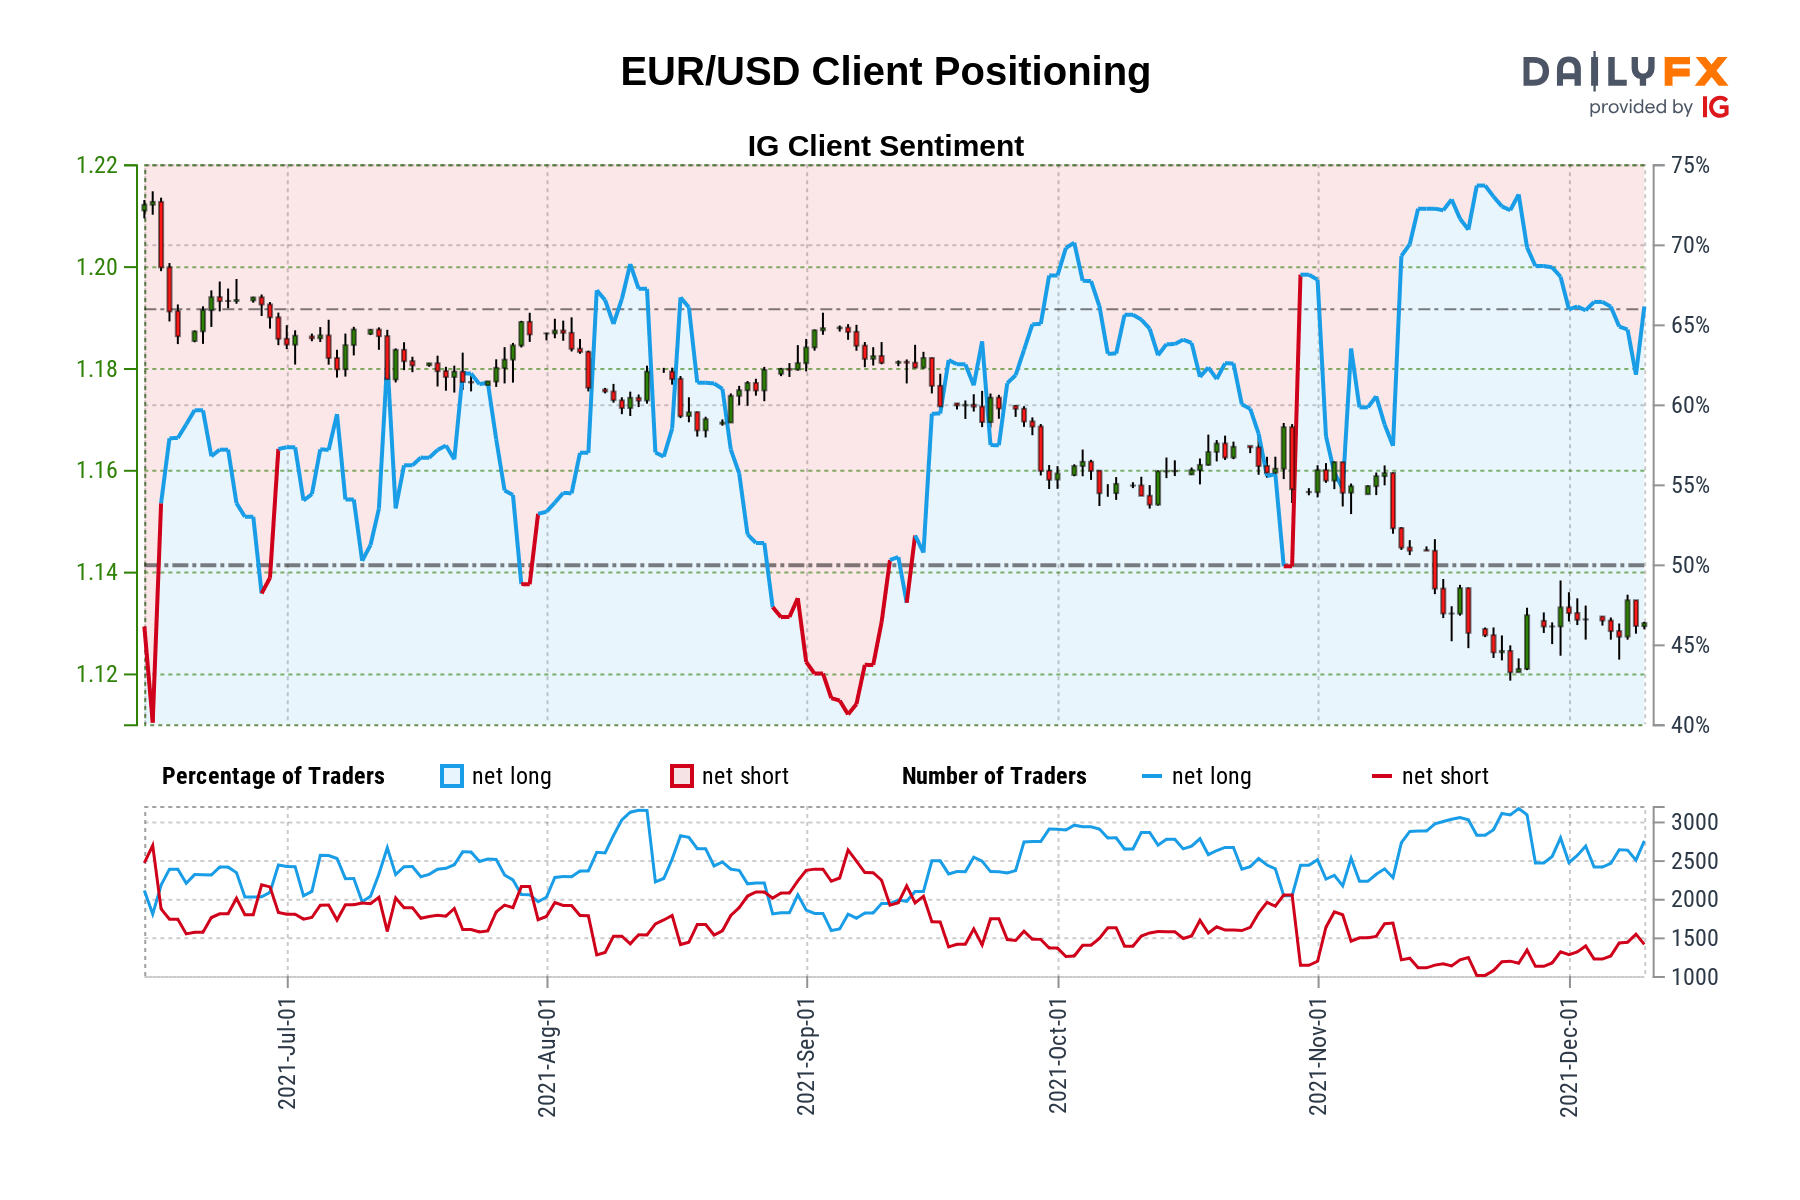 EUR/USD Client Positioning
DAILYFX
provided by IG
IG Client Sentiment
1.22
1.20
1.18
1.16
1.14
1.12
75%
70%
65%
60%
55%
50%
45%
40%
Percentage of Traders net long net short Number of Traders net long net short
3000
2500
2000
1500
1000
2021-Jul-01
2021-Aug-01
2021-Sep-01
2021-Oct-01
2021-Nov-01
2021-Dec-01